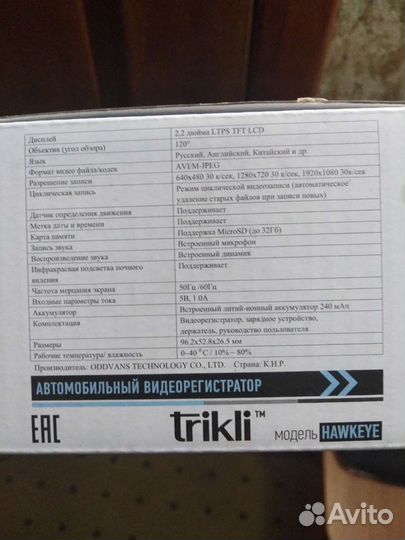 Дисплей 2,2 дюйма LTPS TFT LCD
Объектив (угол обзора) 120°
Язык Русский, Английский, Китайский и др.
Формат видео файла/кодек AVI/M-JPEG
Разрешение записи 640x480 30 к/сек, 1280x720 30 к/сек, 1920x1080 30к/сек
Циклическая запись Режим циклической видеозаписи (автоматическое
удаление старых файлов при записи новых)
Датчик определения движения Поддерживает
Метка даты и времени Поддерживает
Карта памяти Поддержка MicroSD (до 32Гб)
Запись звука Встроенный микрофон
Воспроизведение звука Встроенный динамик
Инфракрасная подсветка ночного Поддерживает
видения
Частота мерцания экрана 50Гц /60Гц
Входные параметры тока 5В, 1.0А
Аккумулятор Встроенный литий-ионный аккумулятор 240 мАч
Комплектация Видеорегистратор, зарядное устройство,
держатель, руководство пользователя
Размеры 96.2x52.8x26.5 мм
Рабочие температура/ влажность 0~40 ⁰ C / 10% ~ 80%
Производитель: ODDVANS TECHNOLOGY CO., LTD. Страна: К.Н.Р.
АВТОМОБИЛЬНЫЙ ВИДЕОРЕГИСТРАТОР
EAC trikli ™ модель HAWKEYE
Avito